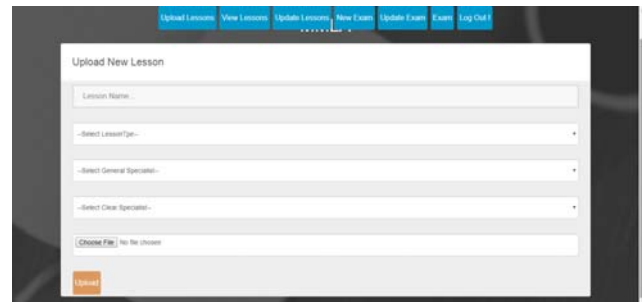 Upload Lessons View Lessons Update Lessons New Exam Update Exam Exam Log Out !
Upload New Lesson
Lesson Name ..
--Select LessonTpe--
--Select General Specialist--
--Select Clear Specialist--
Choose File No file chosen
Upload